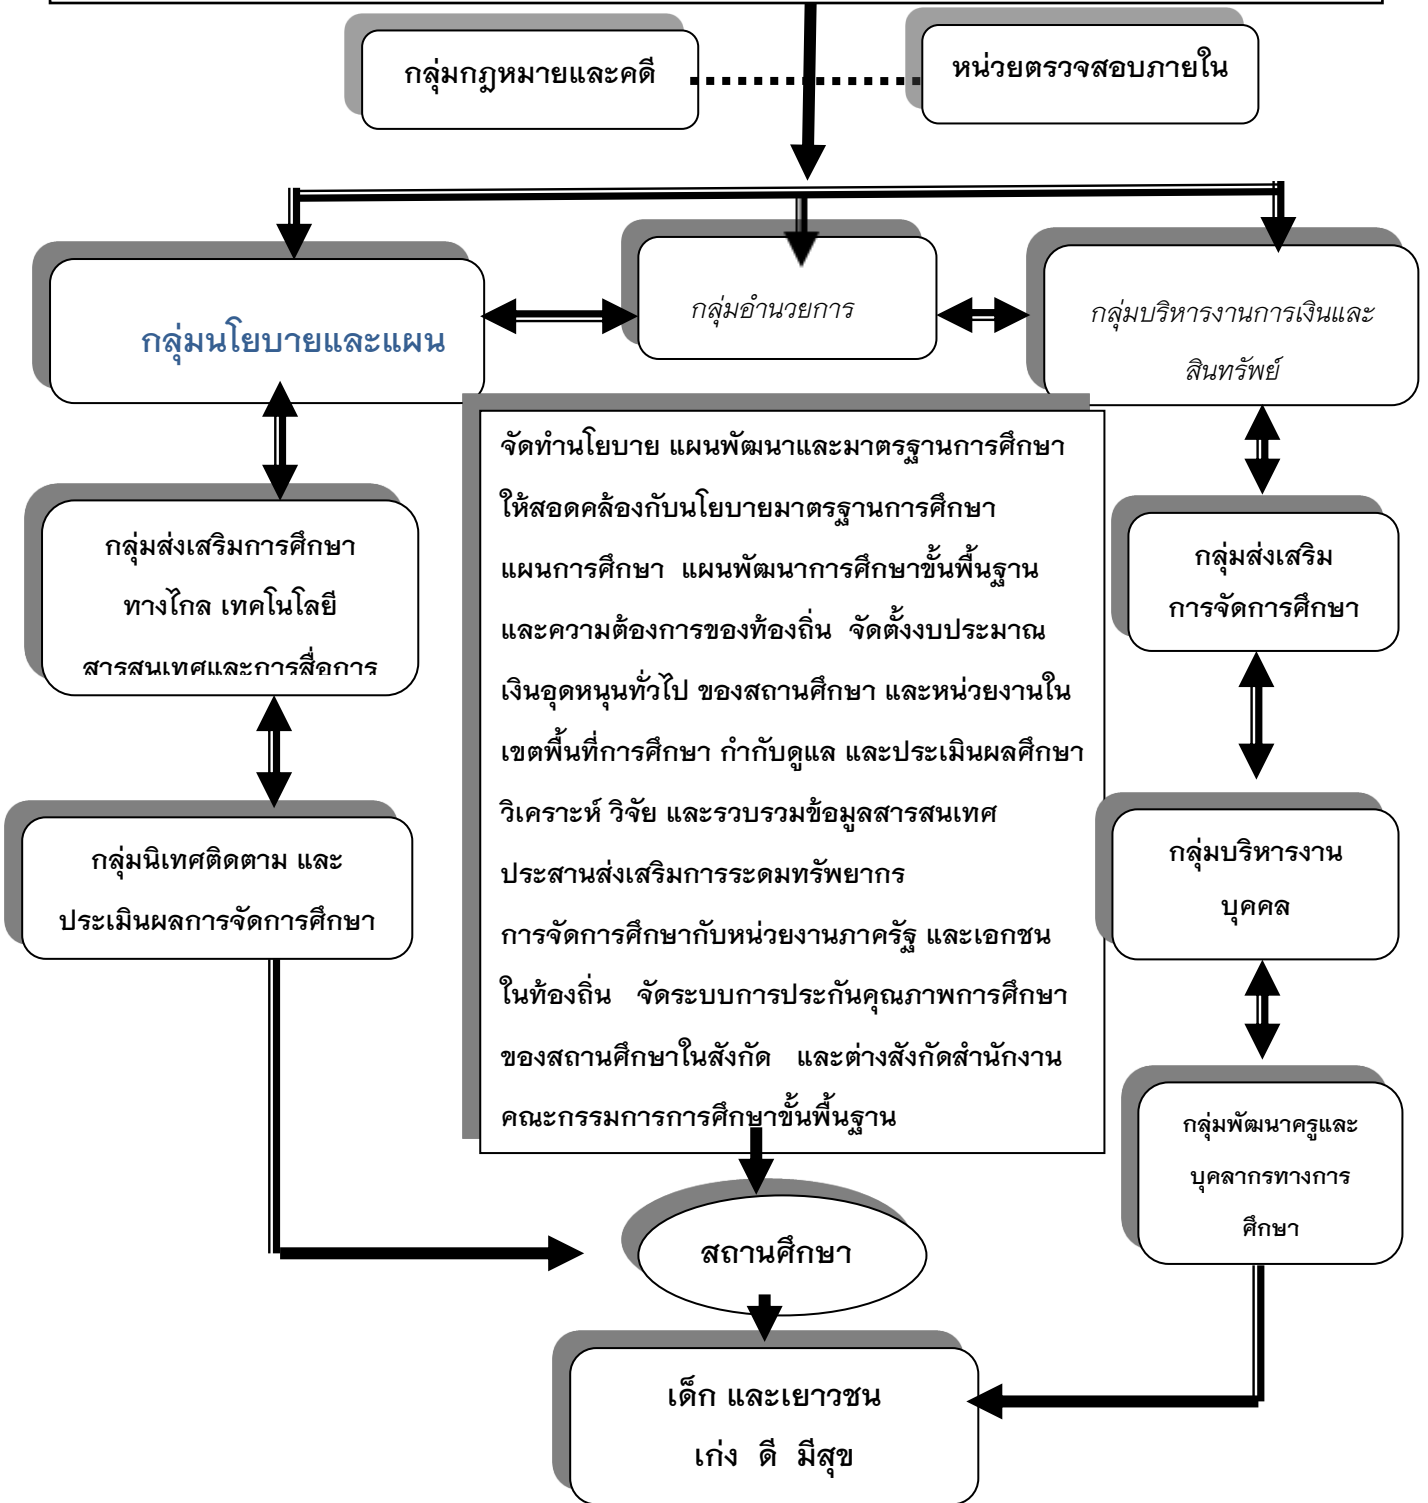 กลุ่มกฎหมายและคดี
หน่วยตรวจสอบภายใน
กลุ่มนโยบายและแผน
กลุ่มอำนวยการ
กลุ่มบริหารงานการเงินและ
สินทรัพย์
จัดทำนโยบาย แผนพัฒนาและมาตรฐานการศึกษา
ให้สอดคล้องกับนโยบายมาตรฐานการศึกษา
แผนการศึกษา แผนพัฒนาการศึกษาขั้นพื้นฐาน
และความต้องการของท้องถิ่น จัดตั้งงบประมาณ
เงินอุดหนุนทั่วไป ของสถานศึกษา และหน่วยงานใน
เขตพื้นที่การศึกษา กำกับดูแล และประเมินผลศึกษา
วิเคราะห์ วิจัย และรวบรวมข้อมูลสารสนเทศ
ประสานส่งเสริมการระดมทรัพยากร
การจัดการศึกษากับหน่วยงานภาครัฐ และเอกชน
ในท้องถิ่น จัดระบบการประกันคุณภาพการศึกษา
ของสถานศึกษาในสังกัด และต่างสังกัดสำนักงาน
คณะกรรมการการศึกษาขั้นพื้นฐาน
กลุ่มส่งเสริมการศึกษา
ทางไกล เทคโนโลยี
สารสนเทศและการสื่อการ
กลุ่มส่งเสริม
การจัดการศึกษา
กลุ่มนิเทศติดตาม และ
ประเมินผลการจัดการศึกษา
กลุ่มบริหารงาน
บุคคล
กลุ่มพัฒนาครูและ
บุคลากรทางการ
ศึกษา
สถานศึกษา
เด็ก และเยาวชน
เก่ง ดี มีสุข